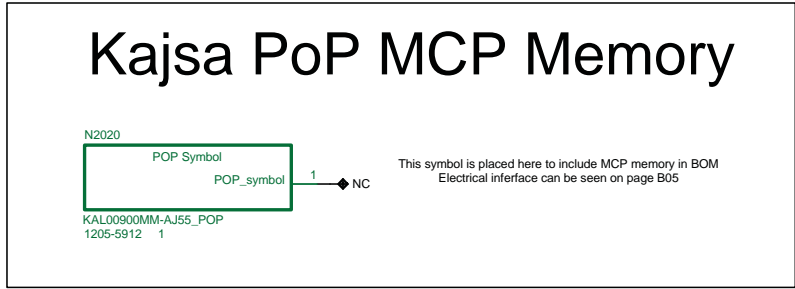 Kajsa PoP MCP Memory
N2020
POP Symbol
POP_symbol
1
NC
This symbol is placed here to include MCP memory in BOM
Electrical inferface can be seen on page B05
KAL00900MM-AJ55_POP
1205-5912 1